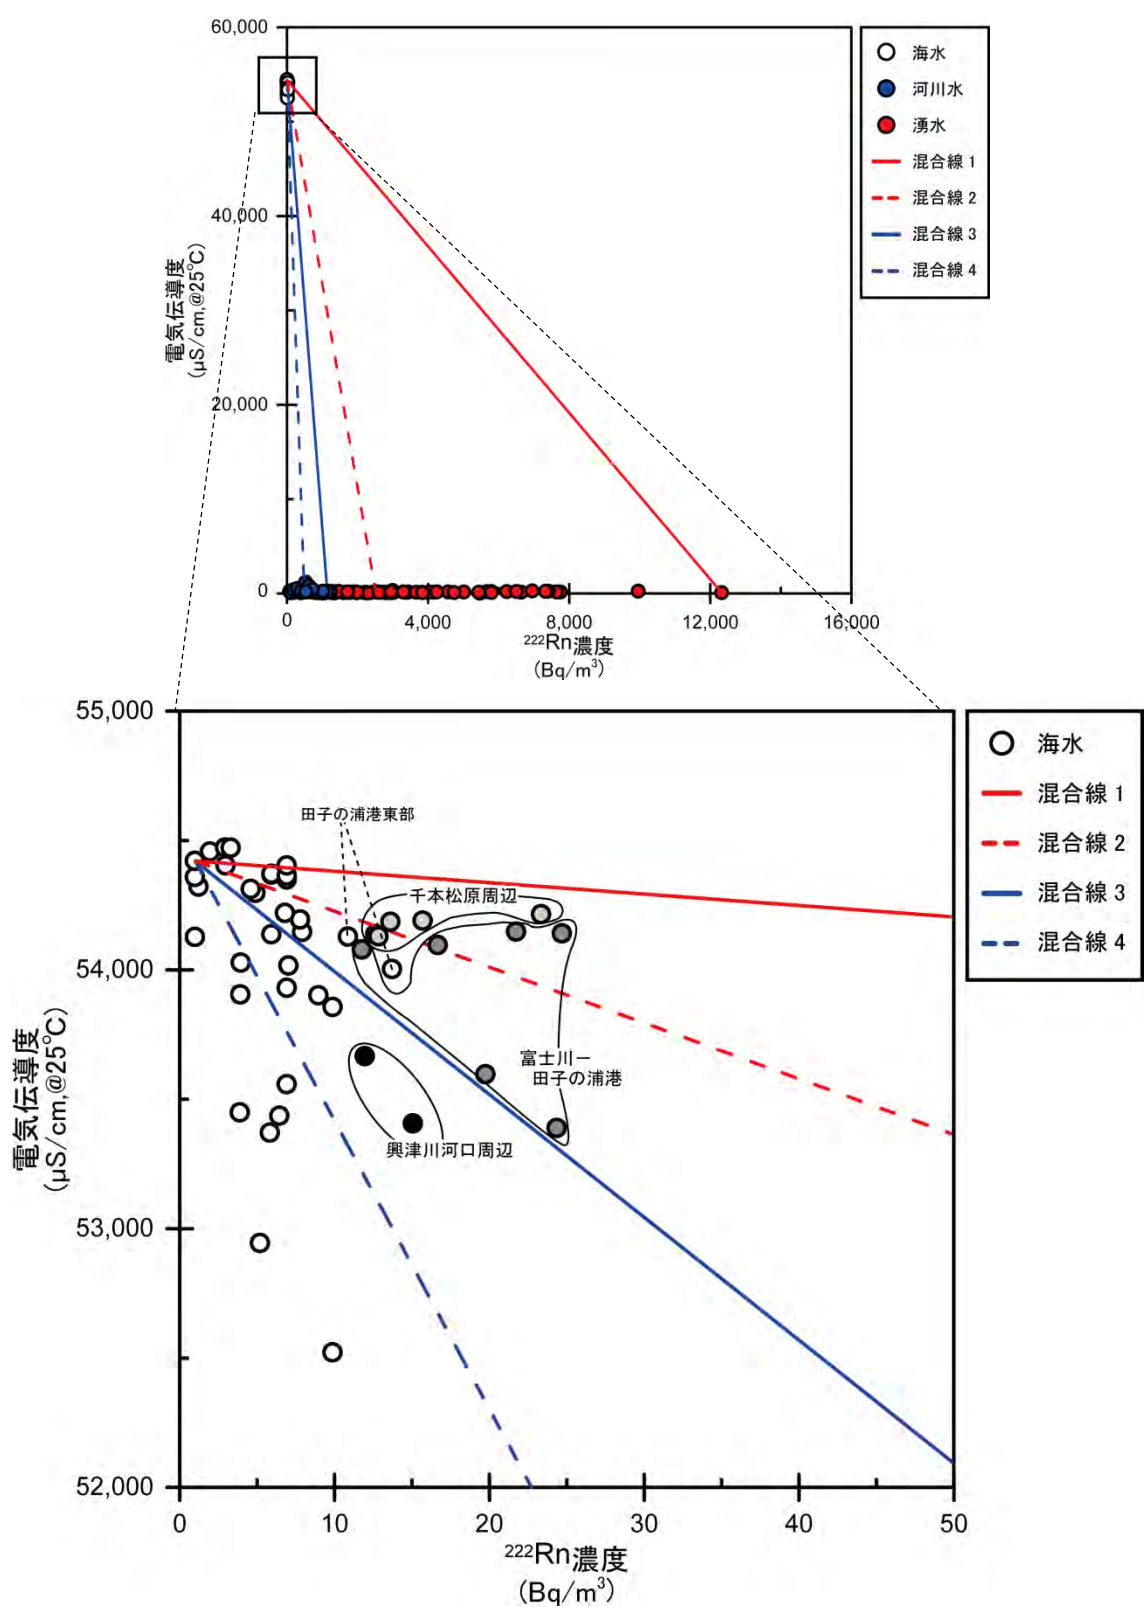 60,000
40,000
20,000
0
電気伝導度
(μS/cm,@25℃)
0
4,000
8,000
12,000
16,000
²²²Rn濃度
(Bq/m³)
海水
河川水
湧水
混合線 1
混合線 2
混合線 3
混合線 4
55,000
54,000
53,000
52,000
電気伝導度
(μS/cm,@25℃)
田子の浦港東部
千本松原周辺
富士川ー
田子の浦港
興津川河口周辺
0
10
20
30
40
50
²²²Rn濃度
(Bq/m³)
海水
混合線 1
混合線 2
混合線 3
混合線 4